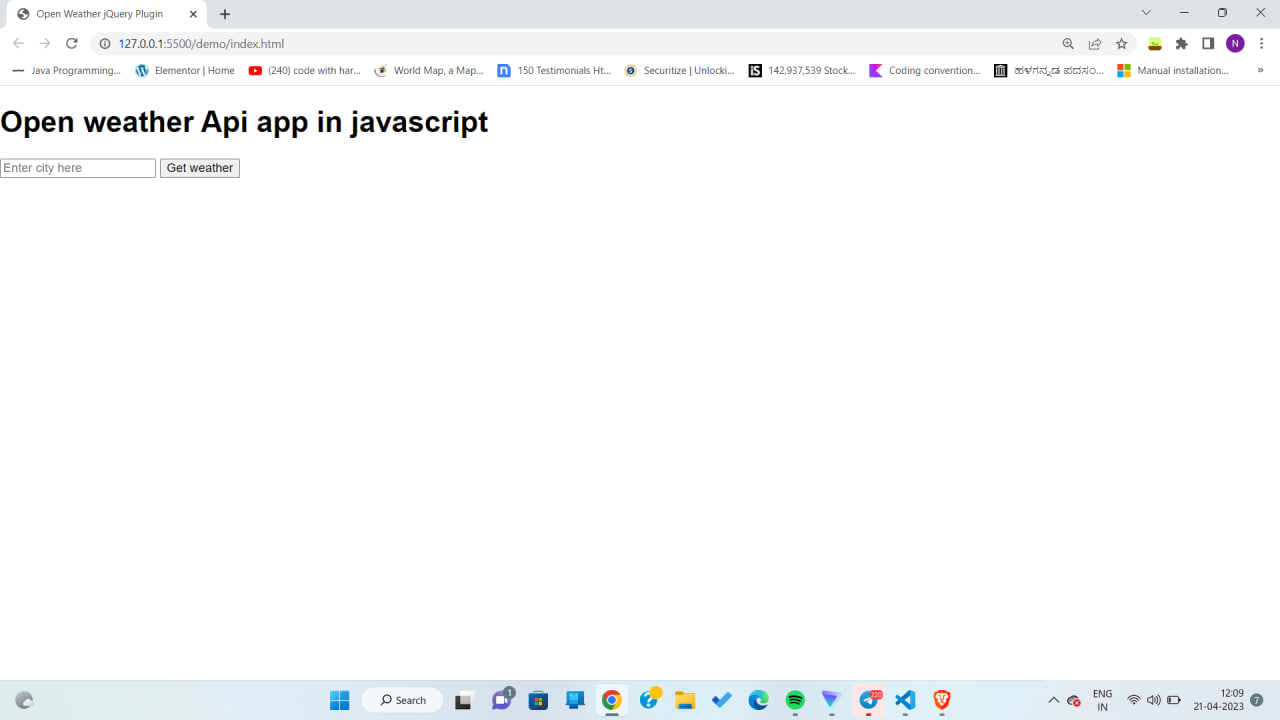 Open Weather jQuery Plugin
127.0.0.1:5500/demo/index.html
N
Java Programming...
Elementor | Home
(240) code with har...
World Map, a Map...
150 Testimonials Ht...
Securitize | Unlocki...
142,937,539 Stock...
Coding convention...
ಹಳಗನ್ನಡ ಪದಸಂ...
Manual installation...
»
Open weather Api app in javascript
Enter city here
Get weather
Search
1
220
ENG
IN
12:09
21-04-2023
7